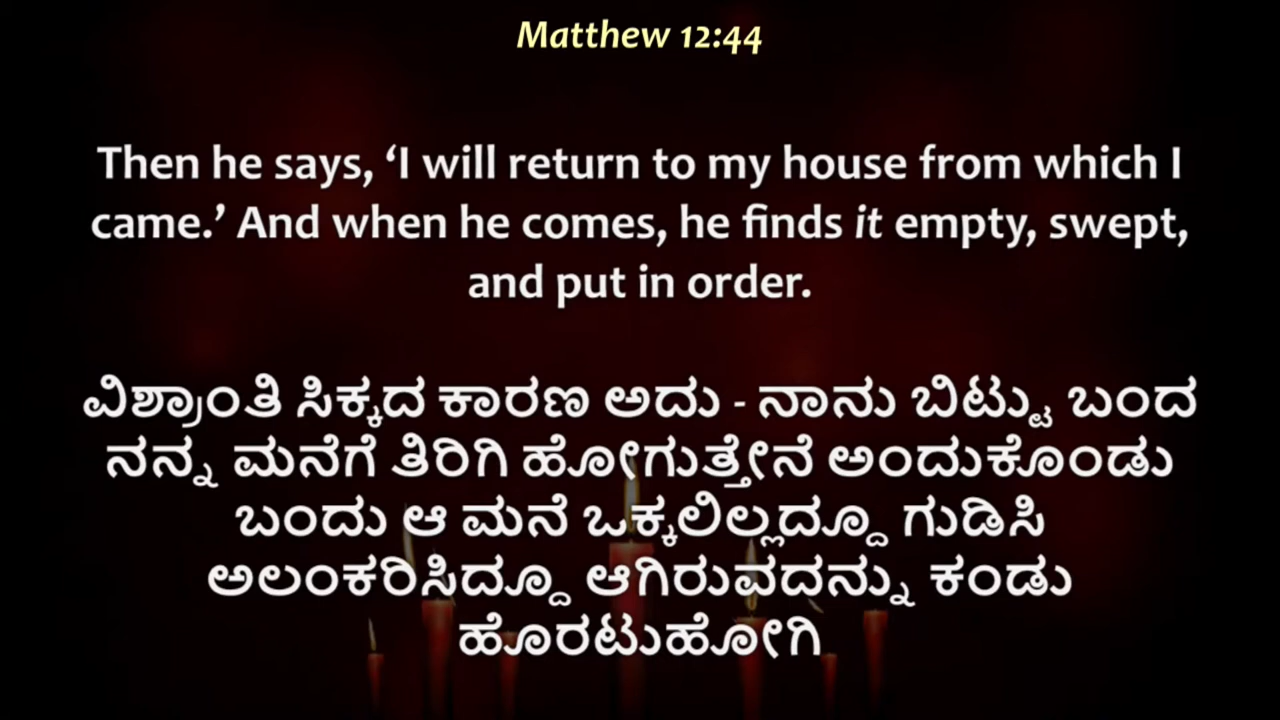 Matthew 12:44
Then he says, ‘I will return to my house from which I
came.’ And when he comes, he finds it empty, swept,
and put in order.
ವಿಶ್ರಾಂತಿ ಸಿಕ್ಕದ ಕಾರಣ ಅದು - ನಾನು ಬಿಟ್ಟು ಬಂದ
ನನ್ನ ಮನೆಗೆ ತಿರಿಗಿ ಹೋಗುತ್ತೇನೆ ಅಂದುಕೊಂಡು
ಬಂದು ಆ ಮನೆ ಒಕ್ಕಲಿಲ್ಲದ್ದೂ ಗುಡಿಸಿ
ಅಲಂಕರಿಸಿದ್ದೂ ಆಗಿರುವದನ್ನು ಕಂಡು
ಹೊರಟುಹೋಗಿ